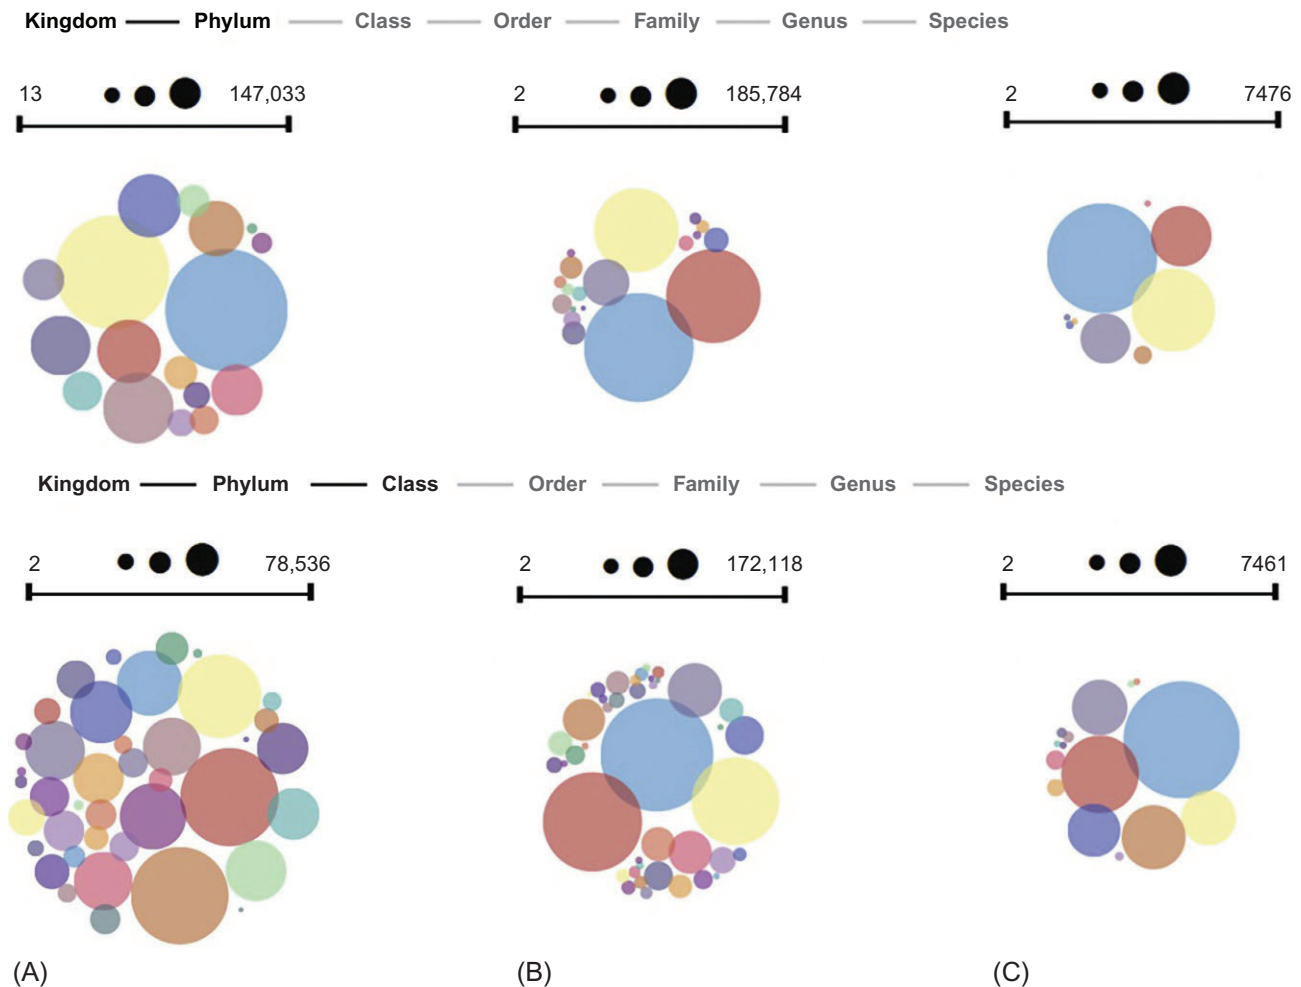 Kingdom Phylum Class Order Family Genus Species
13 147,033 2 185,784 2 7476
Kingdom Phylum Class Order Family Genus Species
2 78,536 2 172,118 2 7461
(A) (B) (C)